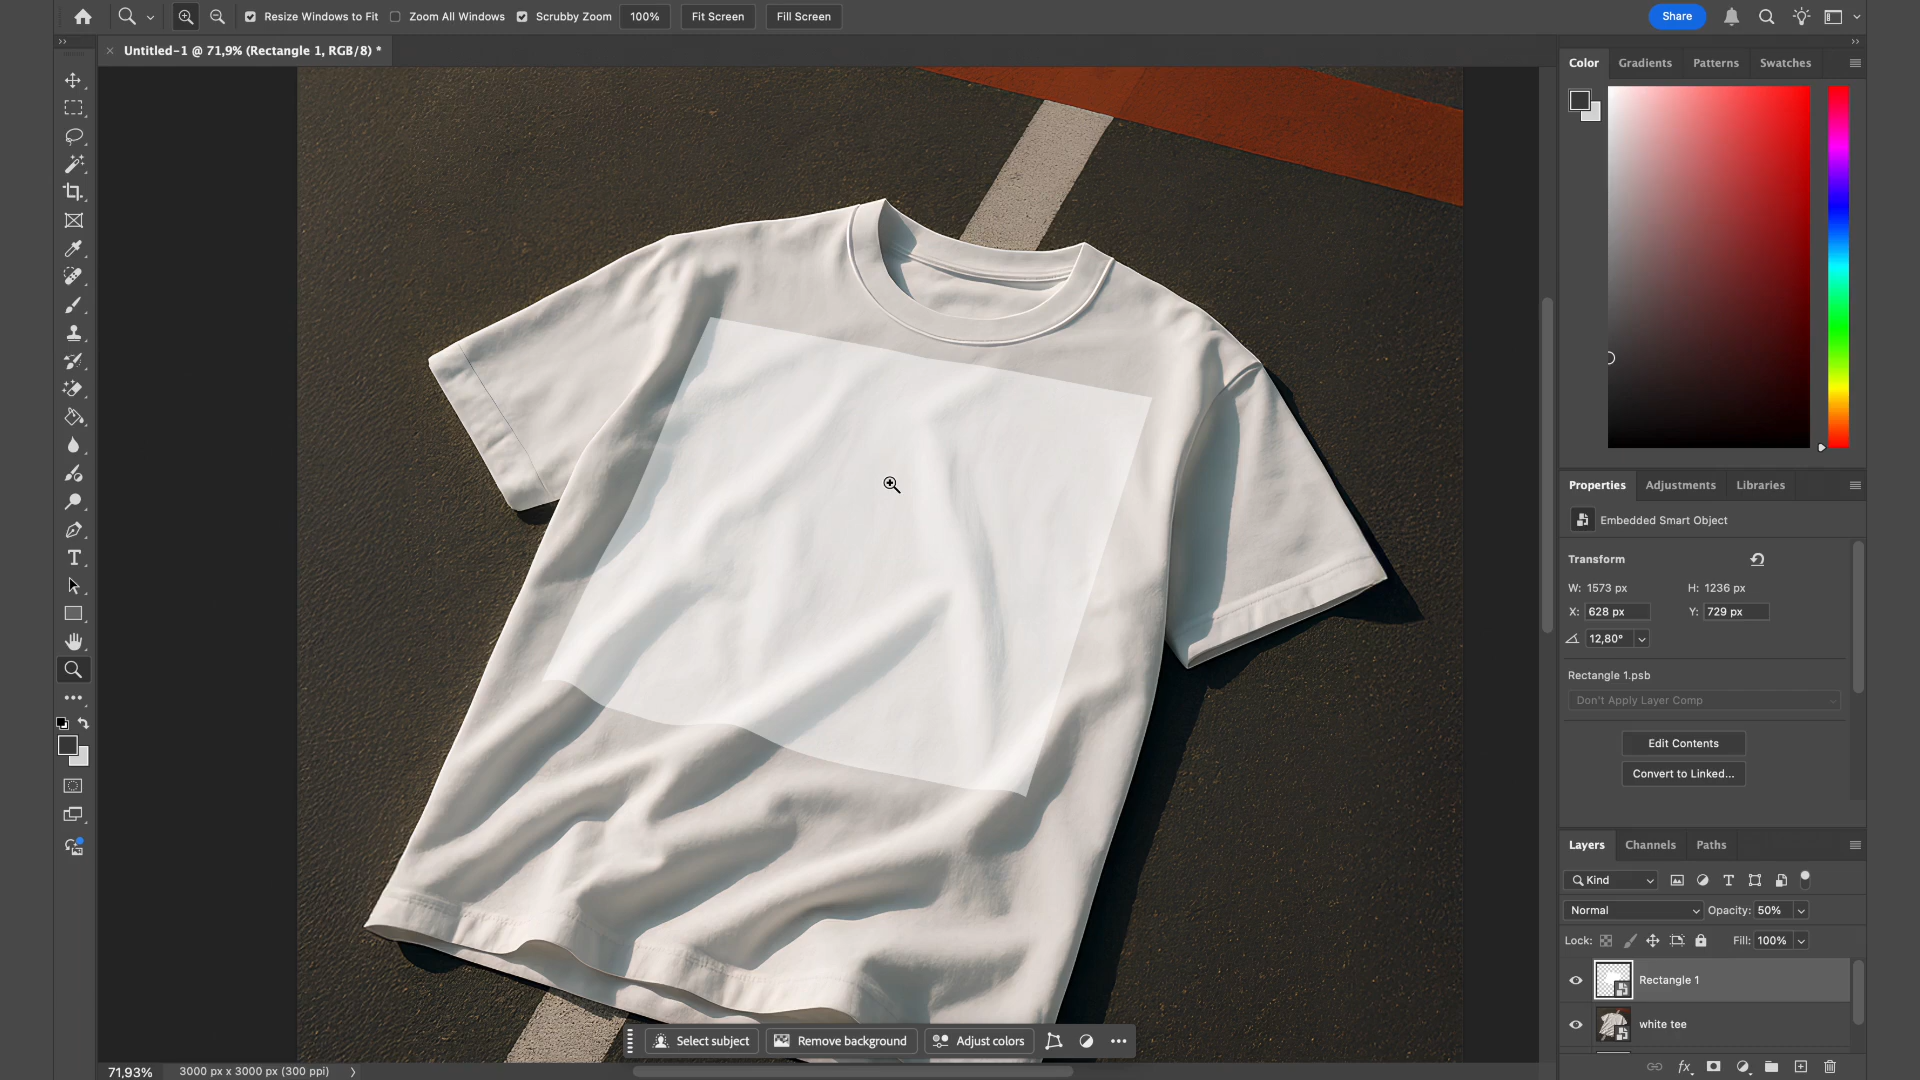 Resize Windows to Fit
Zoom All Windows
Scrubby Zoom
100%
Fit Screen
Fill Screen
Share
Untitled-1 @ 71,9% (Rectangle 1, RGB/8) *
Color
Gradients
Patterns
Swatches
Properties
Adjustments
Libraries
Embedded Smart Object
Transform
W: 1573 px
H: 1236 px
X: 628 px
Y: 729 px
12,80°
Rectangle 1.psb
Don't Apply Layer Comp
Edit Contents
Convert to Linked...
Layers
Channels
Paths
Kind
Normal
Opacity: 50%
Lock:
Fill: 100%
Rectangle 1
white tee
Select subject
Remove background
Adjust colors
71,93%
3000 px x 3000 px (300 ppi)